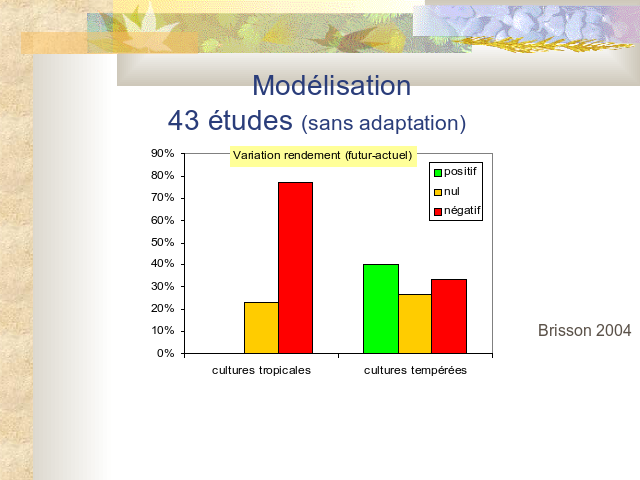 Modélisation
43 études (sans adaptation)
Variation rendement (futur-actuel)
positif
nul
négatif
90%
80%
70%
60%
50%
40%
30%
20%
10%
0%
cultures tropicales
cultures tempérées
Brisson 2004